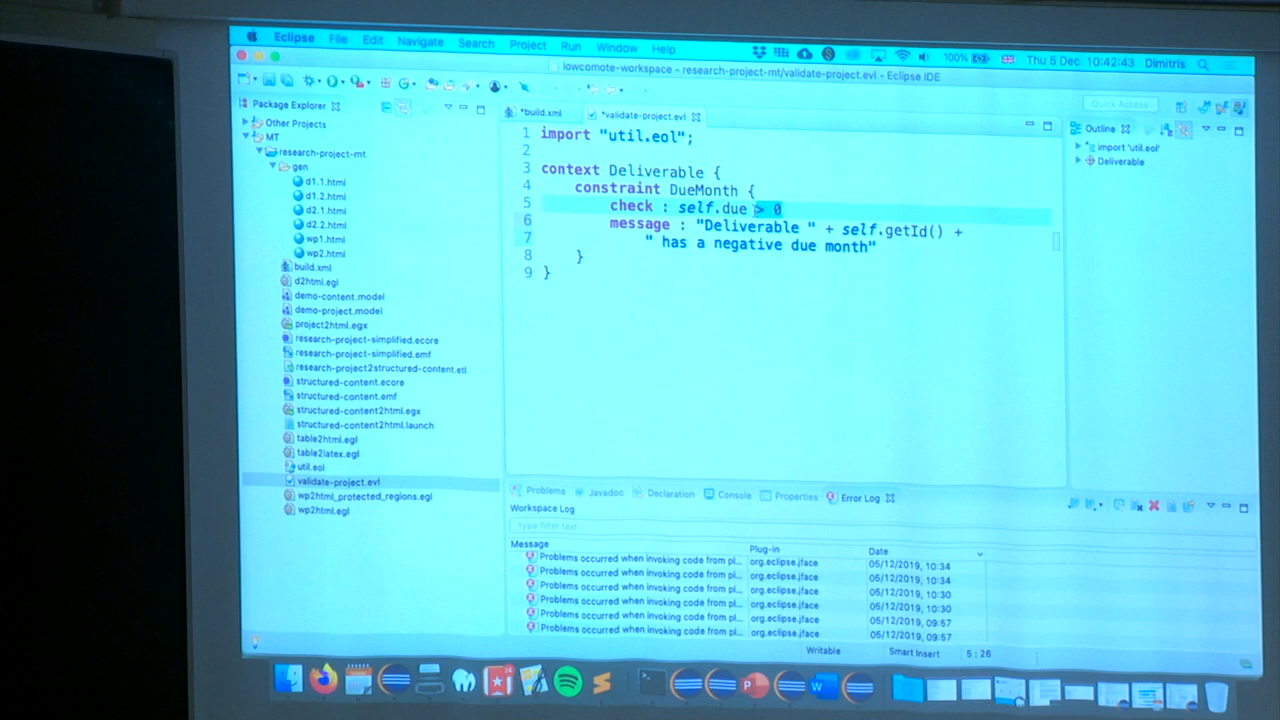 Eclipse File Edit Navigate Search Project Run Window Help 100% Thu 5 Dec 10:42:43 Dimitris
lowcomote-workspace - research-project-mt/validate-project.evl - Eclipse IDE
Quick Access
Package Explorer
Other Projects
MT
research-project-mt
gen
d1.1.html
d1.2.html
d2.1.html
d2.2.html
wp1.html
wp2.html
build.xml
d2html.egl
demo-content.model
demo-project.model
project2html.egx
research-project-simplified.ecore
research-project-simplified.emf
research-project2structured-content.etl
structured-content.ecore
structured-content.emf
structured-content2html.egx
structured-content2html.launch
table2html.egl
table2latex.egl
util.eol
validate-project.evl
wp2html_protected_regions.egl
wp2html.egl
*build.xml *validate-project.evl
1 import "util.eol";
2
3 context Deliverable {
4 constraint DueMonth {
5 check : self.due > 0
6 message : "Deliverable " + self.getId() +
7 " has a negative due month"
8 }
9 }
Outline
import 'util.eol'
Deliverable
Problems Javadoc Declaration Console Properties Error Log
Workspace Log
type filter text
Message Plug-in Date
Problems occurred when invoking code from pl... org.eclipse.jface 05/12/2019, 10:34
Problems occurred when invoking code from pl... org.eclipse.jface 05/12/2019, 10:34
Problems occurred when invoking code from pl... org.eclipse.jface 05/12/2019, 10:30
Problems occurred when invoking code from pl... org.eclipse.jface 05/12/2019, 10:30
Problems occurred when invoking code from pl... org.eclipse.jface 05/12/2019, 09:57
Problems occurred when invoking code from pl... org.eclipse.jface 05/12/2019, 09:57
Writable Smart Insert 5 : 26